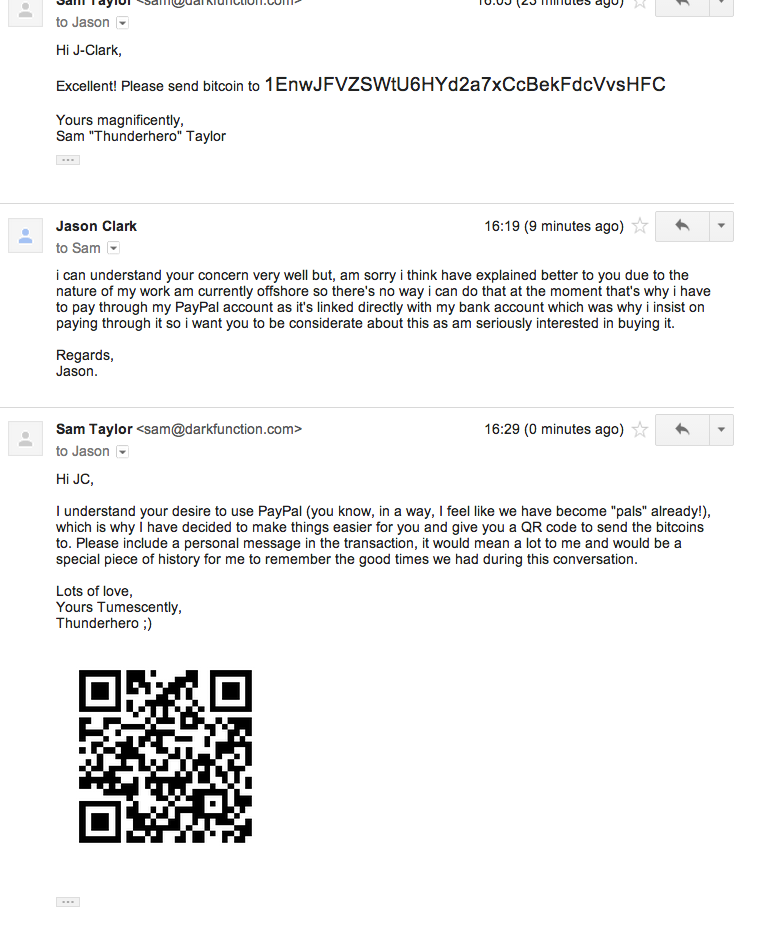 Sam Taylor <sam@darkfunction.com> 16:05 (23 minutes ago)
to Jason
Hi J-Clark,
Excellent! Please send bitcoin to 1EnwJFVZSWtU6HYd2a7xCcBekFdcVvsHFC
Yours magnificently,
Sam "Thunderhero" Taylor
Jason Clark 16:19 (9 minutes ago)
to Sam
i can understand your concern very well but, am sorry i think have explained better to you due to the
nature of my work am currently offshore so there's no way i can do that at the moment that's why i have
to pay through my PayPal account as it's linked directly with my bank account which was why i insist on
paying through it so i want you to be considerate about this as am seriously interested in buying it.
Regards,
Jason.
Sam Taylor <sam@darkfunction.com> 16:29 (0 minutes ago)
to Jason
Hi JC,
I understand your desire to use PayPal (you know, in a way, I feel like we have become "pals" already!),
which is why I have decided to make things easier for you and give you a QR code to send the bitcoins
to. Please include a personal message in the transaction, it would mean a lot to me and would be a
special piece of history for me to remember the good times we had during this conversation.
Lots of love,
Yours Tumescently,
Thunderhero ;)